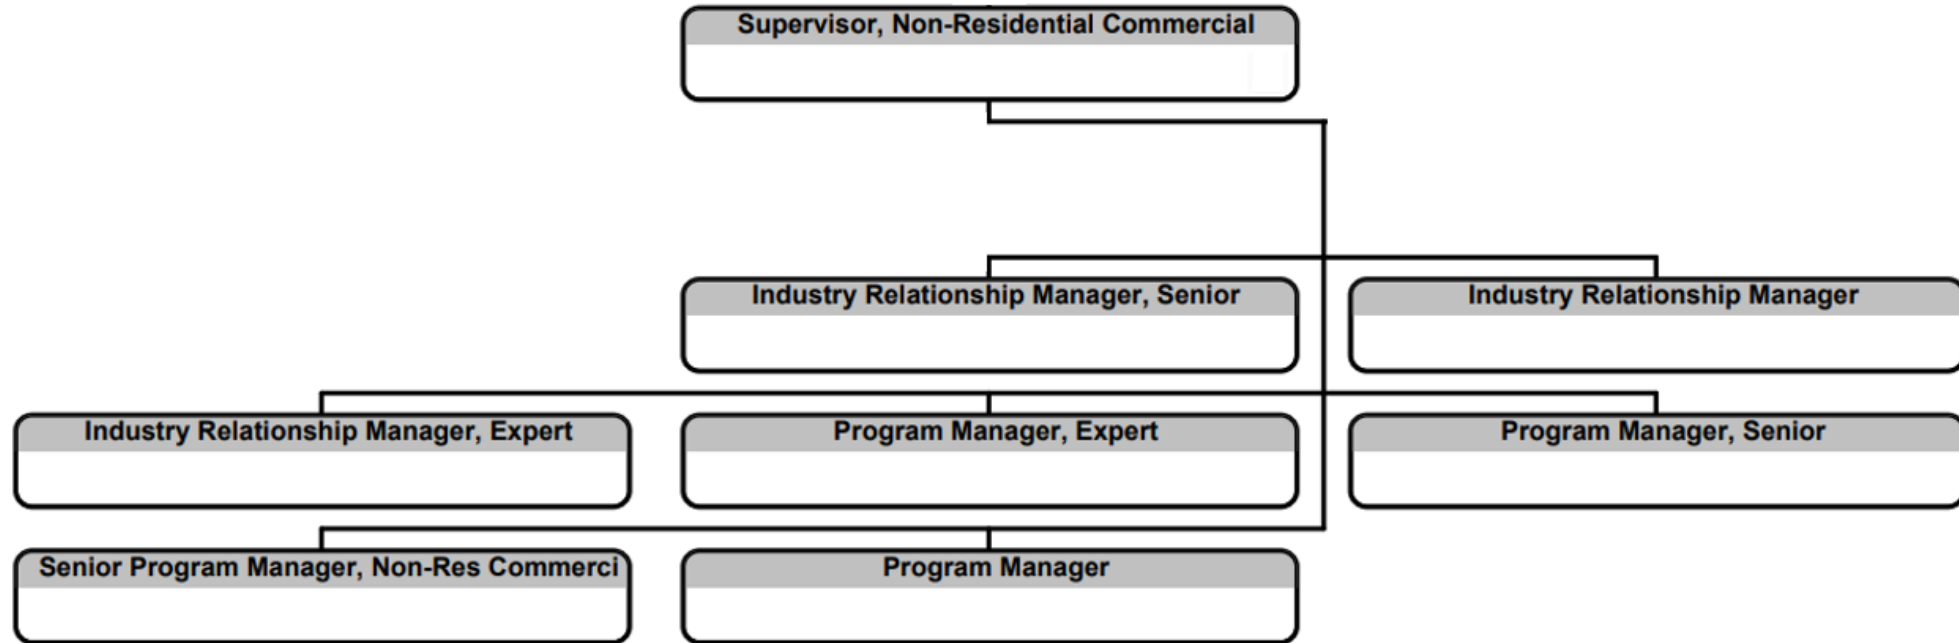 Supervisor, Non-Residential Commercial
Industry Relationship Manager, Senior
Industry Relationship Manager
Industry Relationship Manager, Expert
Program Manager, Expert
Program Manager, Senior
Senior Program Manager, Non-Res Commerci
Program Manager